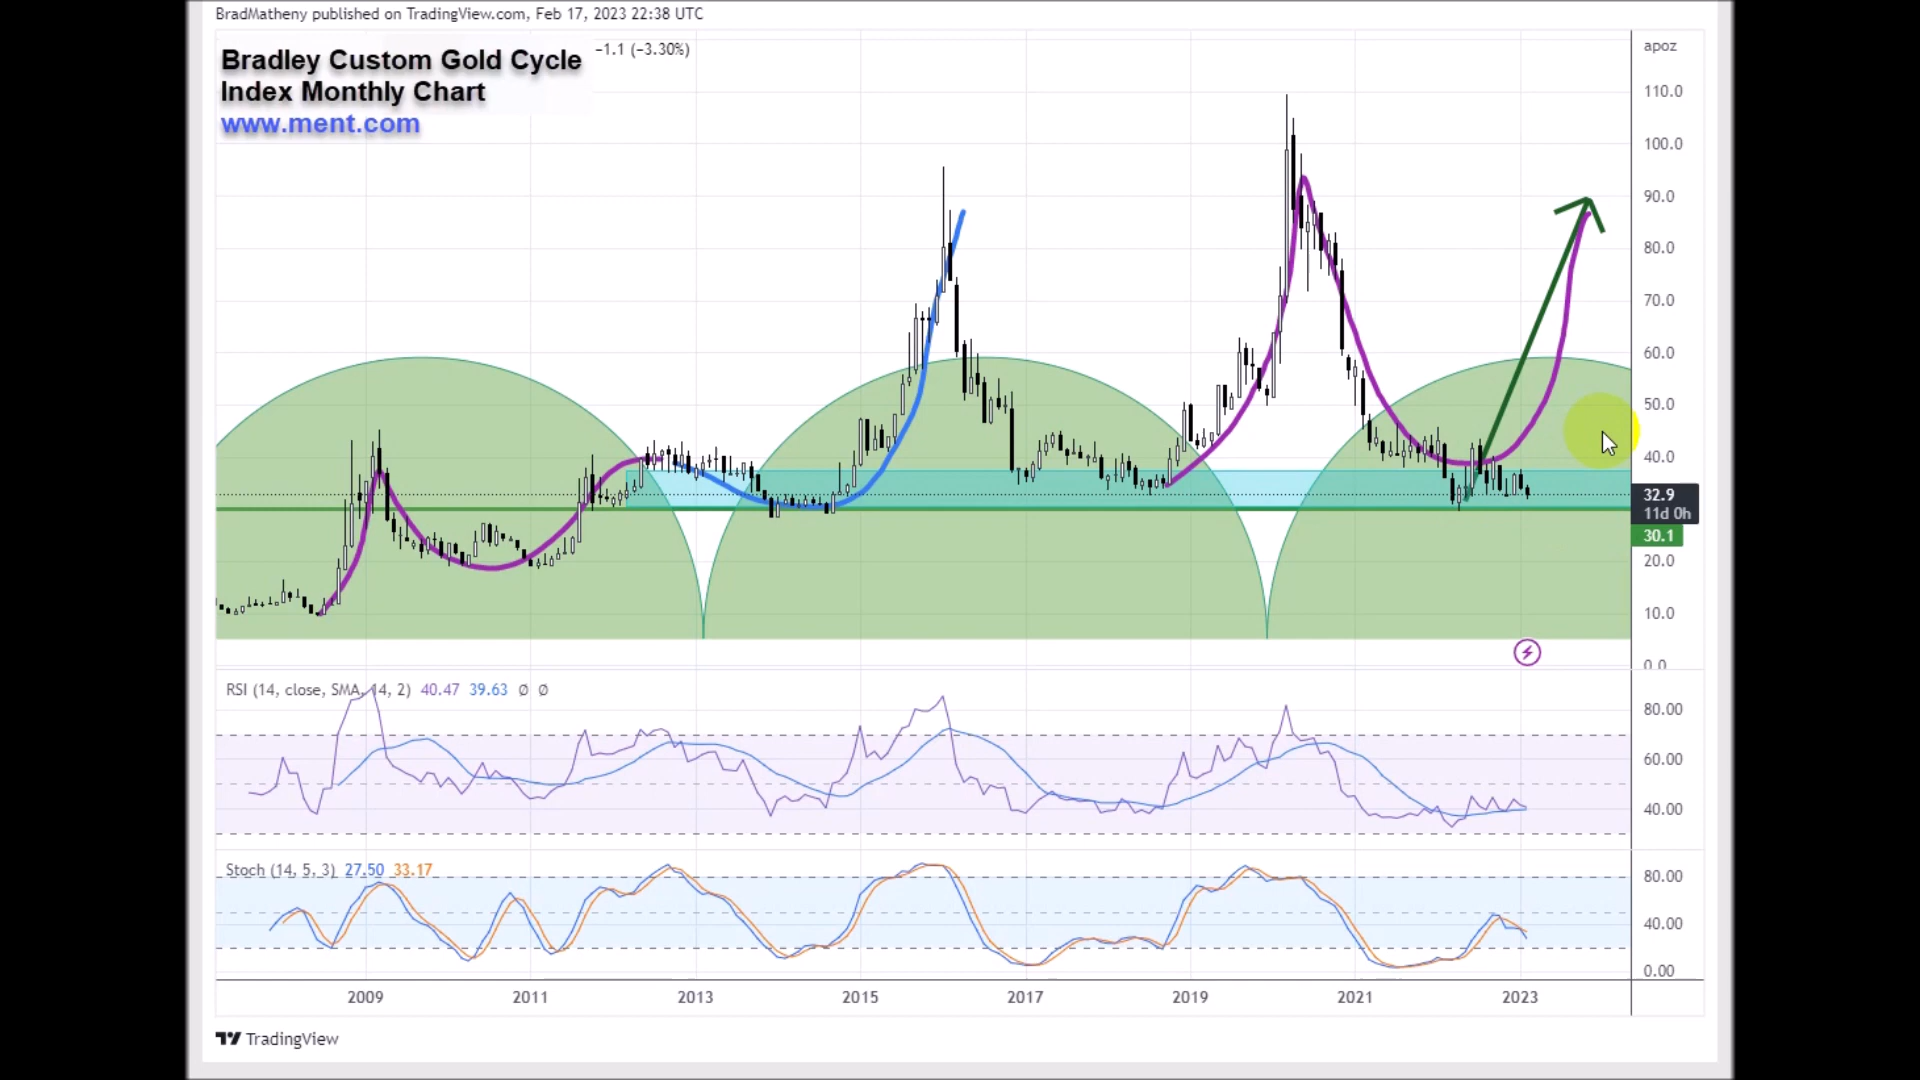 BradMatheny published on TradingView.com, Feb 17, 2023 22:38 UTC
Bradley Custom Gold Cycle
Index Monthly Chart
www.ment.com
−1.1 (−3.30%)
apoz
110.0
100.0
90.0
80.0
70.0
60.0
50.0
40.0
32.9
11d 0h
30.1
20.0
10.0
0.0
RSI (14, close, SMA, 14, 2) 40.47 39.63 Ø Ø
80.00
60.00
40.00
Stoch (14, 5, 3) 27.50 33.17
80.00
40.00
0.00
2009 2011 2013 2015 2017 2019 2021 2023
TradingView